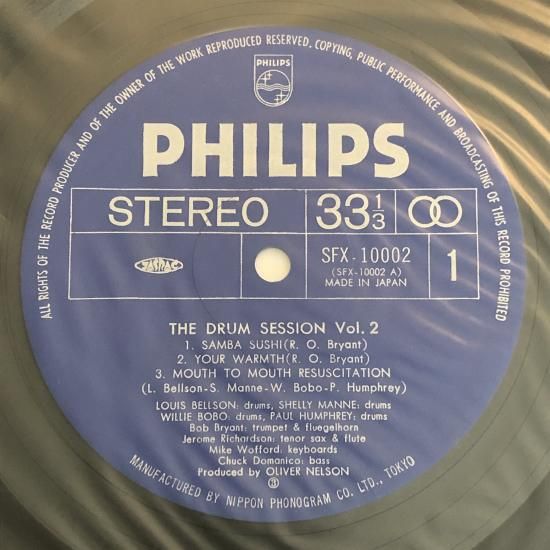 ALL RIGHTS OF THE RECORD PRODUCER AND OF THE OWNER OF THE WORK REPRODUCED RESERVED. COPYING, PUBLIC PERFORMANCE AND BROADCASTING OF THIS RECORD PROHIBITED
PHILIPS
PHILIPS
STEREO 33 1/3
SFX-10002
(SFX-10002 A)
MADE IN JAPAN
1
THE DRUM SESSION Vol. 2
1. SAMBA SUSHI(R. O. Bryant)
2. YOUR WARMTH(R. O. Bryant)
3. MOUTH TO MOUTH RESUSCITATION
(L. Bellson-S. Manne-W. Bobo-P. Humphrey)
LOUIS BELLSON: drums, SHELLY MANNE: drums
WILLIE BOBO: drums, PAUL HUMPHREY: drums
Bob Bryant: trumpet & fluegelhorn
Jerome Richardson: tenor sax & flute
Mike Wofford: keyboards
Chuck Domanico: bass
Produced by OLIVER NELSON
MANUFACTURED BY NIPPON PHONOGRAM CO. LTD., TOKYO